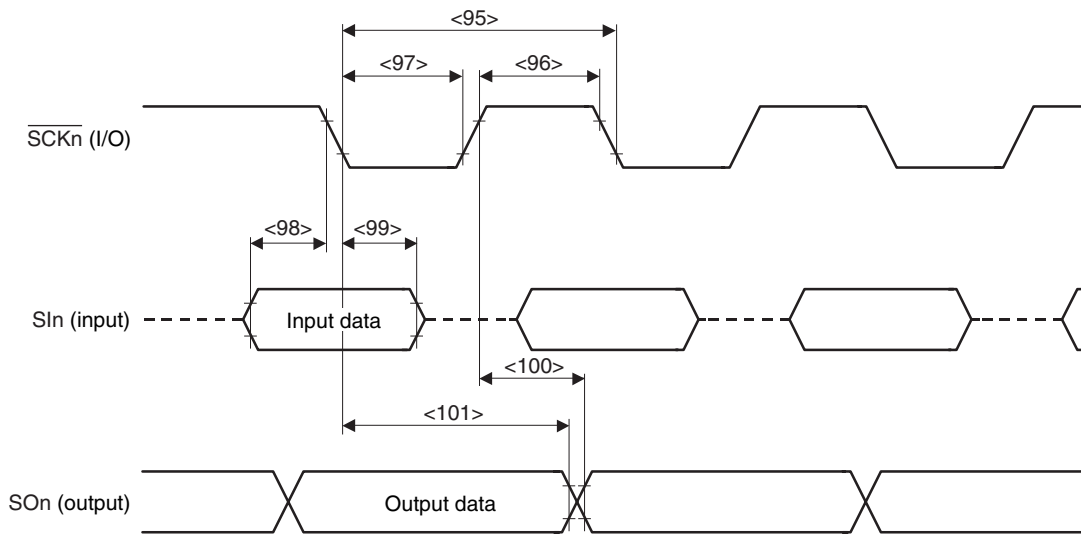 <95>
<97>
<96>
SCKn (I/O)
<98>
<99>
SIn (input)
Input data
<100>
<101>
SOn (output)
Output data